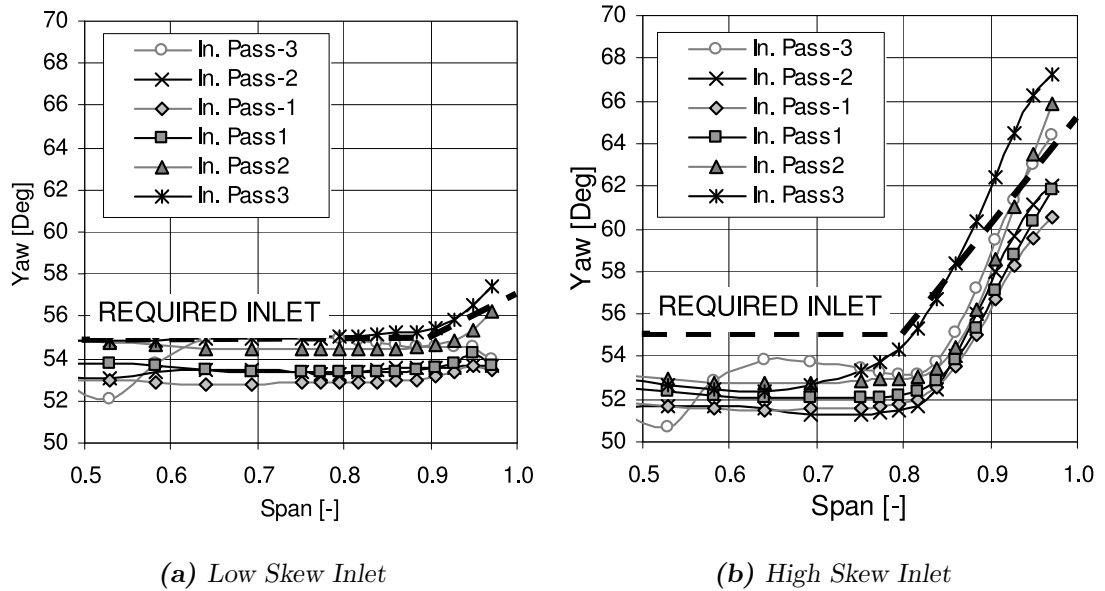 70
68
66
64
62
60
58
56
54
52
50
Yaw [Deg]
In. Pass-3
In. Pass-2
In. Pass-1
In. Pass1
In. Pass2
In. Pass3
REQUIRED INLET
0.5 0.6 0.7 0.8 0.9 1.0
Span [-]
(a) Low Skew Inlet
70
68
66
64
62
60
58
56
54
52
50
Yaw [Deg]
In. Pass-3
In. Pass-2
In. Pass-1
In. Pass1
In. Pass2
In. Pass3
REQUIRED INLET
0.5 0.6 0.7 0.8 0.9 1.0
Span [-]
(b) High Skew Inlet